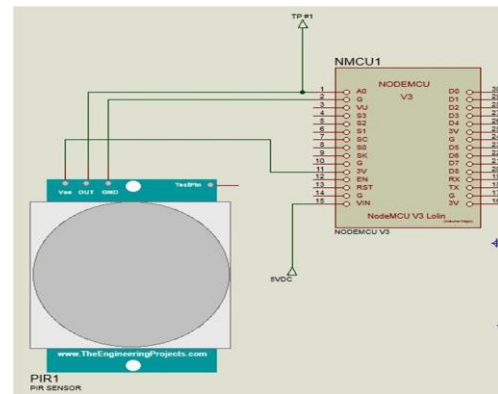 TP #1
NMCU1
NODEMCU
V3
1 A0 D0 30
2 G D1
3 VU D2
4 S3 D3
5 S2 D4
6 S1 3V
7 SC G
8 S0 D5
9 SK D6
10 G D7
11 3V D8
12 EN RX
13 RST TX
14 G G
15 VIN 3V 16
NodeMCU V3 Lolin
NODEMCU V3
Vcc OUT GND TestPin
5VDC
www.TheEngineeringProjects.com
PIR1
PIR SENSOR